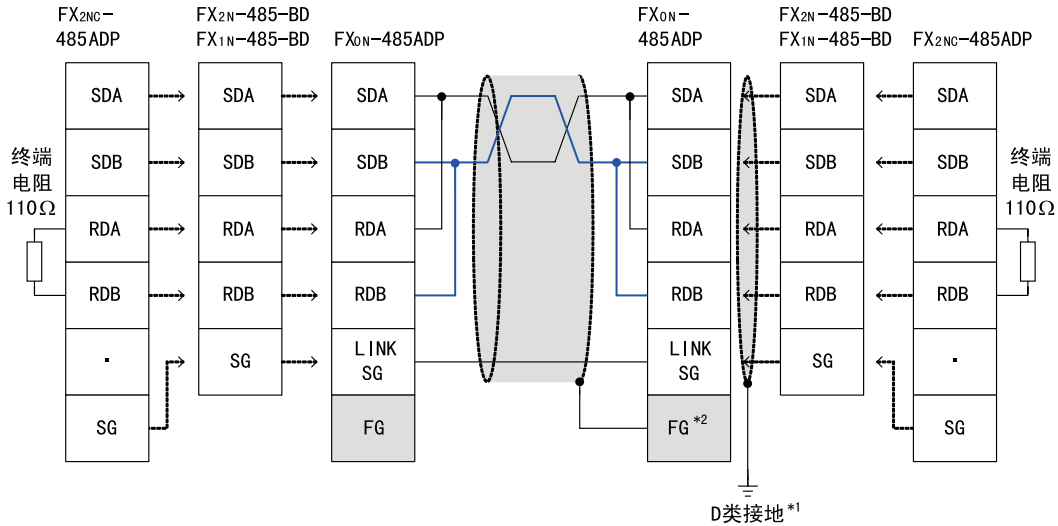 FX2NC-
485ADP
FX2N-485-BD
FX1N-485-BD
FX0N-485ADP
FX0N-
485ADP
FX2N-485-BD
FX1N-485-BD
FX2NC-485ADP
SDA
SDA
SDA
SDA
SDA
SDA
SDB
SDB
SDB
SDB
SDB
SDB
终端
电阻
110Ω
终端
电阻
110Ω
RDA
RDA
RDA
RDA
RDA
RDA
RDB
RDB
RDB
RDB
RDB
RDB
.
SG
LINK
SG
LINK
SG
SG
.
SG
FG
FG*2
SG
D类接地*1